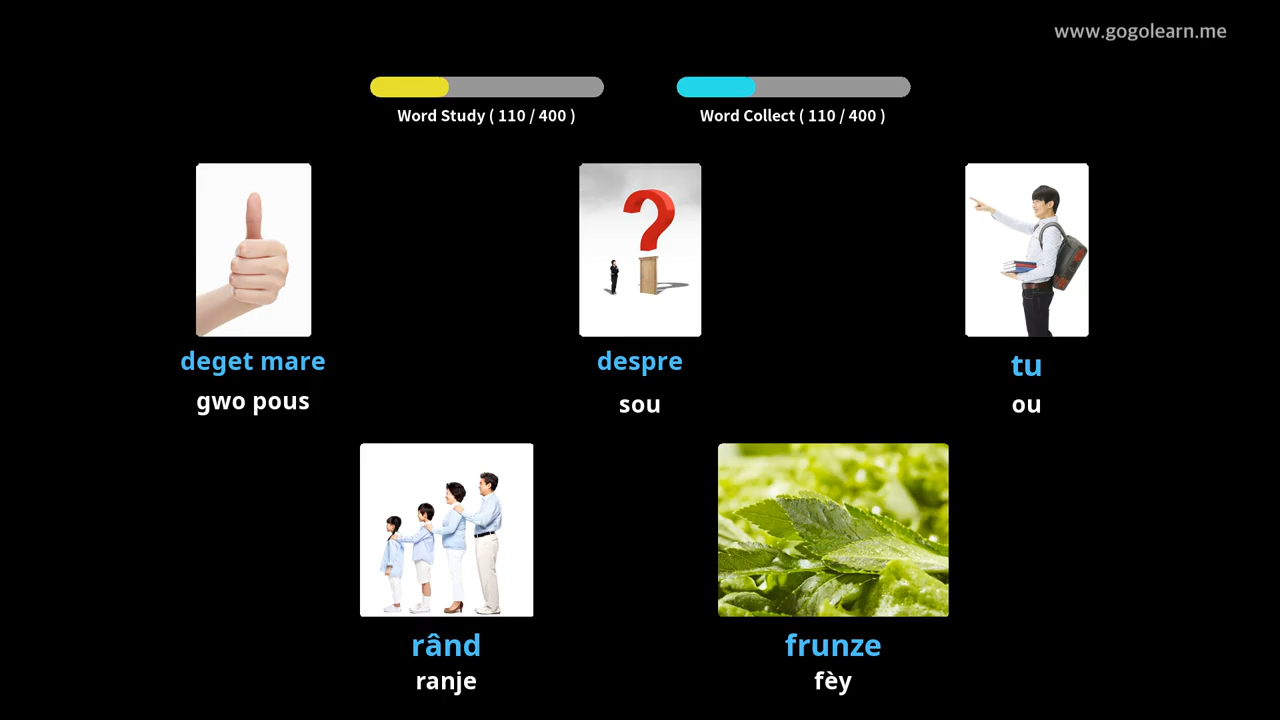 www.gogolearn.me
Word Study ( 110 / 400 )
Word Collect ( 110 / 400 )
deget mare
gwo pous
despre
sou
tu
ou
rând
ranje
frunze
fèy